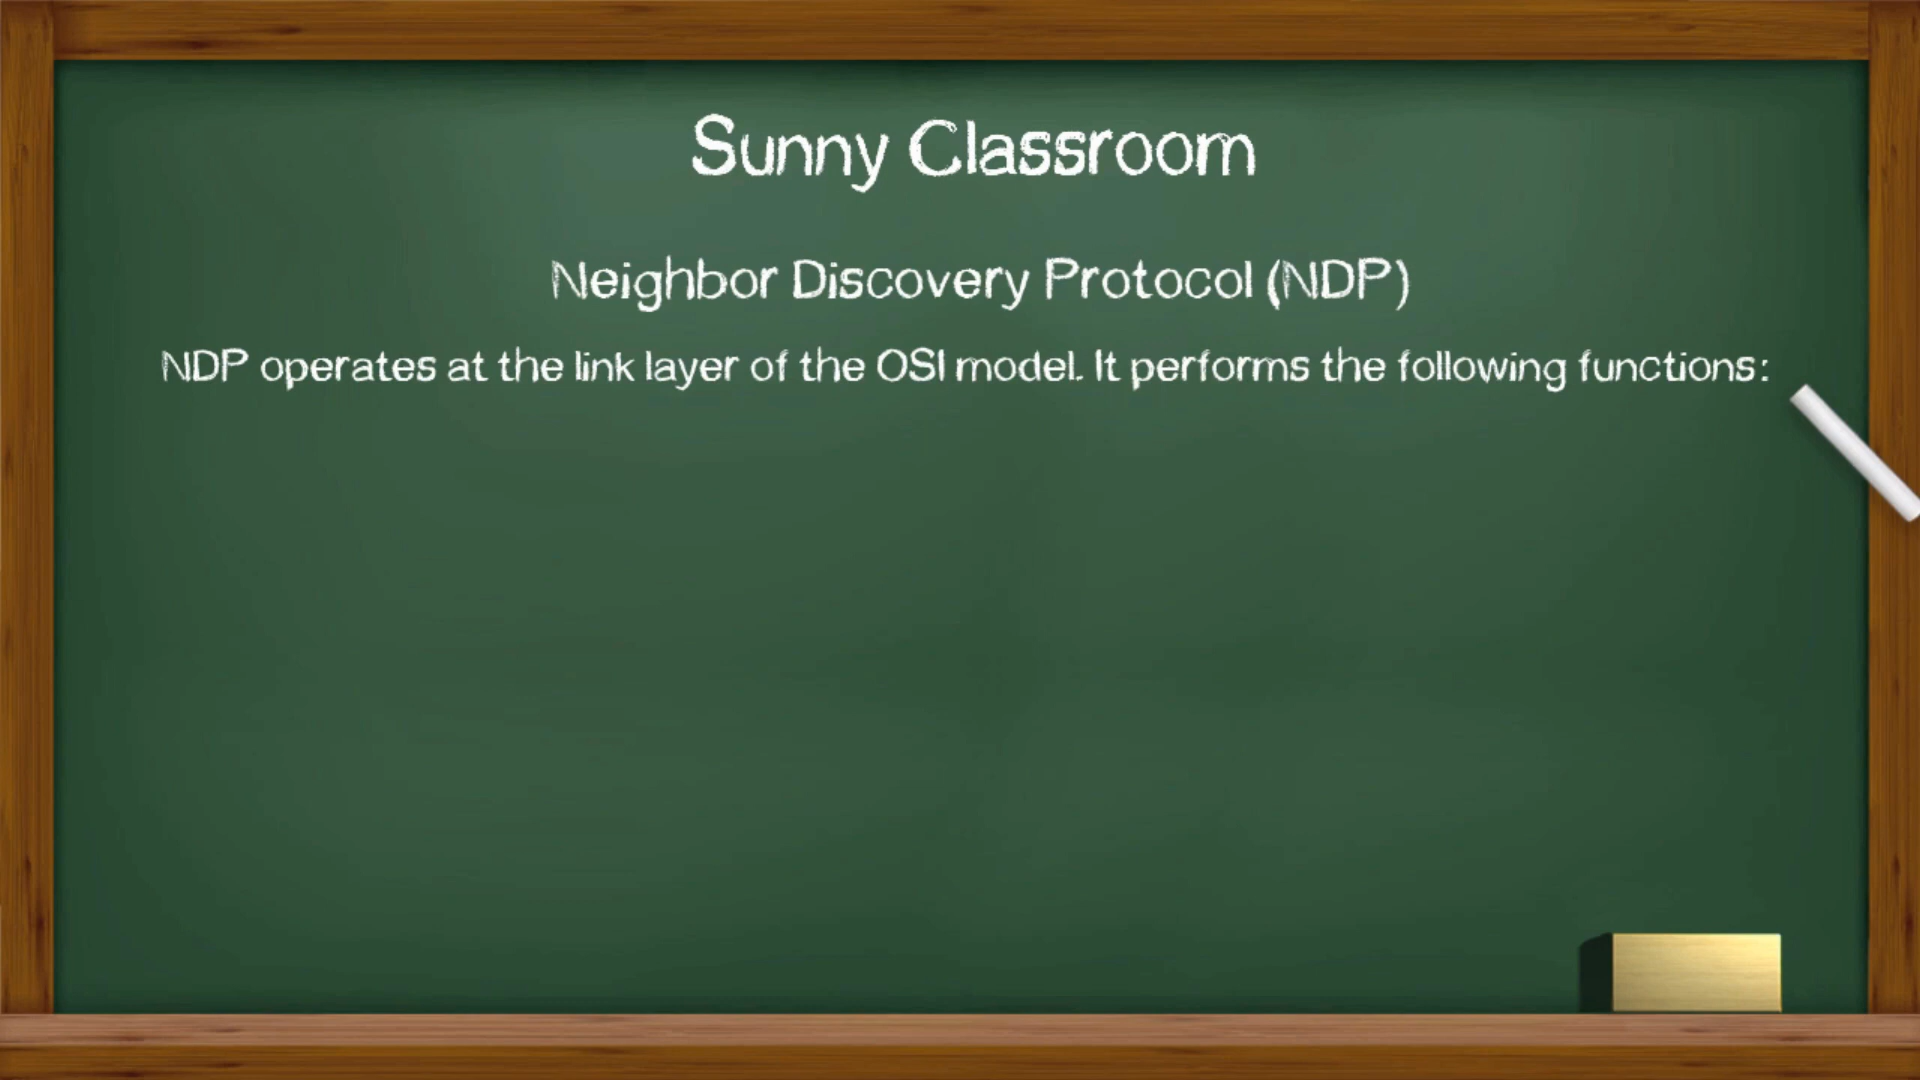 Sunny Classroom
Neighbor Discovery Protocol (NDP)
NDP operates at the link layer of the OSI model. It performs the following functions: